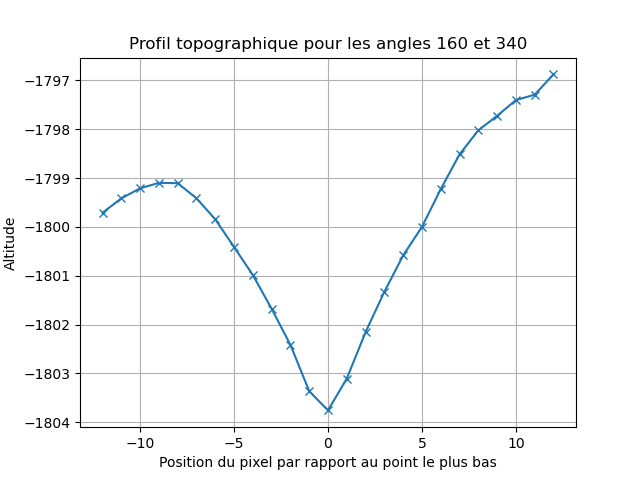 Profil topographique pour les angles 160 et 340
Altitude
−1797
−1798
−1799
−1800
−1801
−1802
−1803
−1804
−10 −5 0 5 10
Position du pixel par rapport au point le plus bas